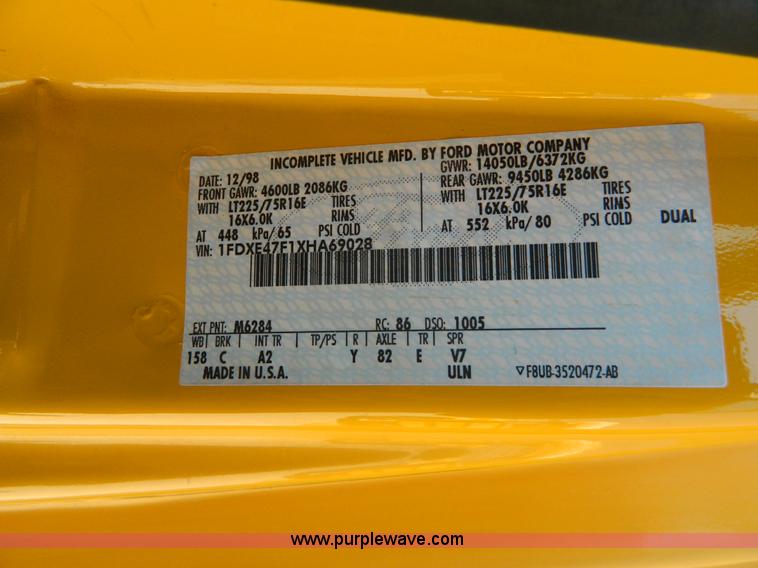 INCOMPLETE VEHICLE MFD. BY FORD MOTOR COMPANY
DATE: 12/98 GVWR: 14050LB/6372KG
FRONT GAWR: 4600LB 2086KG REAR GAWR: 9450LB 4286KG
WITH LT225/75R16E TIRES WITH LT225/75R16E TIRES
16X6.0K RIMS 16X6.0K RIMS
AT 448 kPa/65 PSI COLD AT 552 kPa/80 PSI COLD DUAL
VIN: 1FDXE47F1XHA69028
EXT PNT: M6284 RC: 86 DSO: 1005
WB BRK INT TR TP/PS R AXLE TR SPR
158 C A2 Y 82 E V7
MADE IN U.S.A. ULN ▽F8UB-3520472-AB
www.purplewave.com